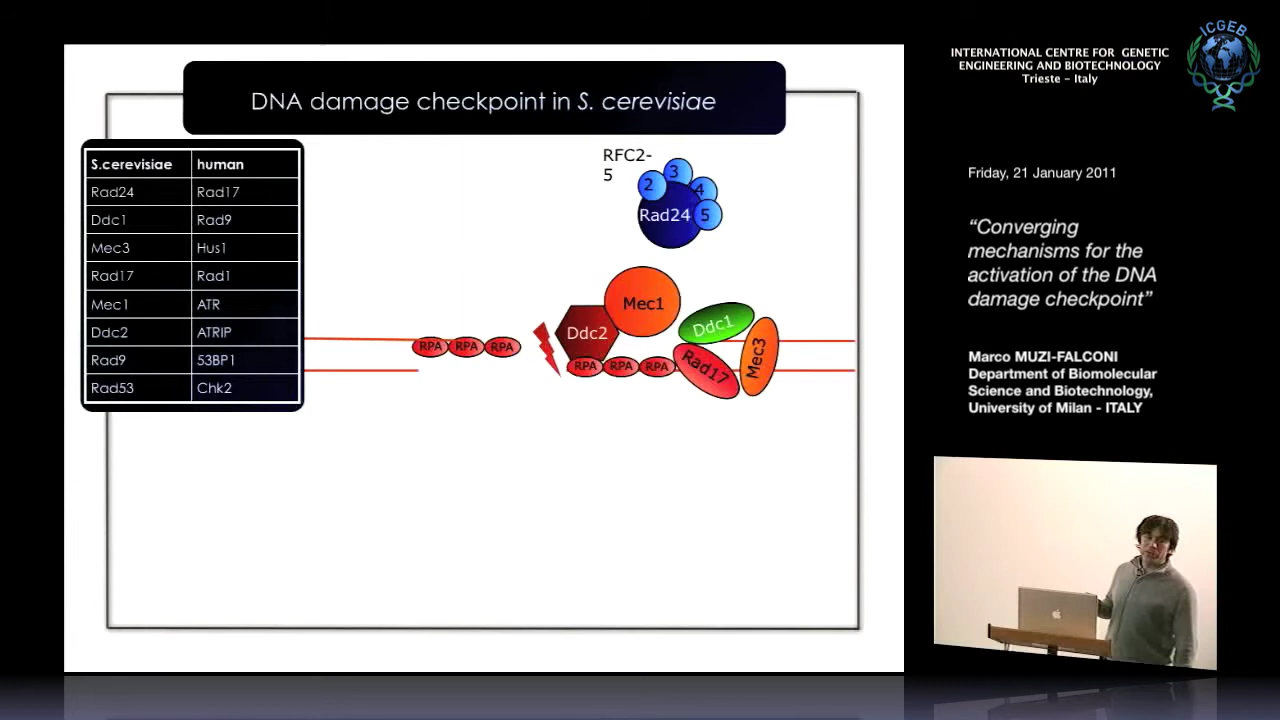 DNA damage checkpoint in S. cerevisiae
S.cerevisiae human
Rad24 Rad17
Ddc1 Rad9
Mec3 Hus1
Rad17 Rad1
Mec1 ATR
Ddc2 ATRIP
Rad9 53BP1
Rad53 Chk2
RFC2-
5
2
3
4
5
Rad24
Mec1
Ddc2
Ddc1
Rad17
Mec3
RPA RPA RPA
RPA RPA RPA
INTERNATIONAL CENTRE FOR GENETIC
ENGINEERING AND BIOTECHNOLOGY
Trieste – Italy
ICGEB
Friday, 21 January 2011
“Converging
mechanisms for the
activation of the DNA
damage checkpoint”
Marco MUZI-FALCONI
Department of Biomolecular
Science and Biotechnology,
University of Milan - ITALY